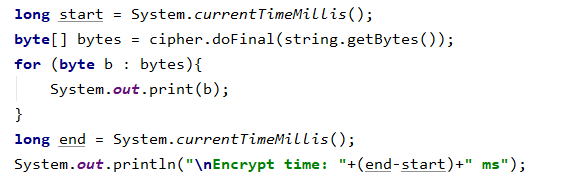 long start = System.currentTimeMillis();
byte[] bytes = cipher.doFinal(string.getBytes());
for (byte b : bytes){
    System.out.print(b);
}
long end = System.currentTimeMillis();
System.out.println("\nEncrypt time: "+(end-start)+" ms");